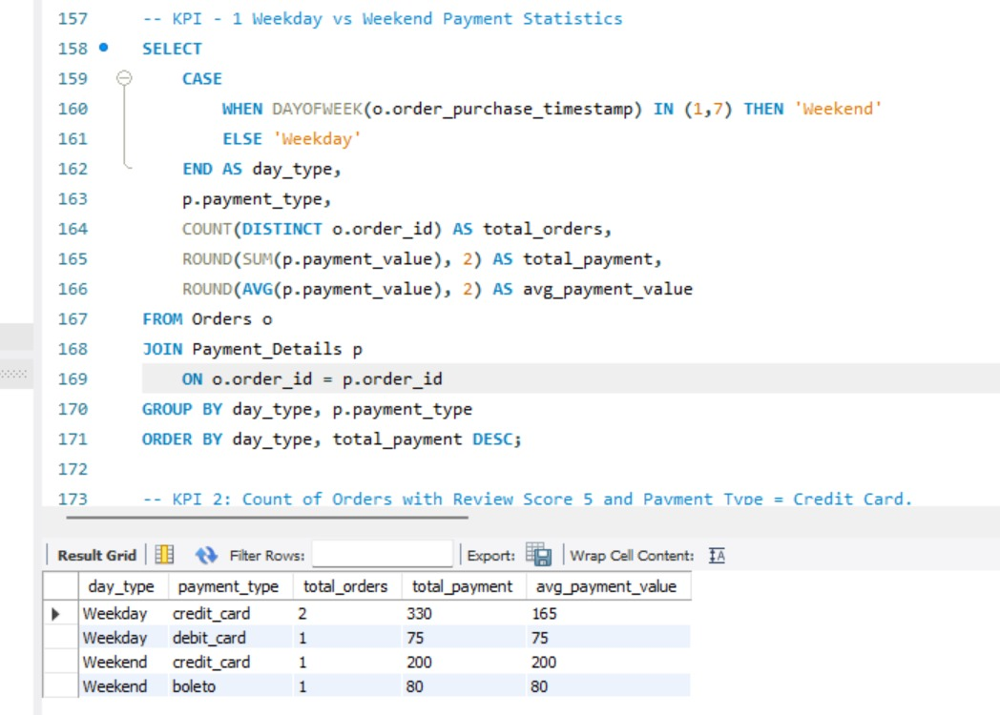 157 -- KPI - 1 Weekday vs Weekend Payment Statistics
158 SELECT
159 CASE
160 WHEN DAYOFWEEK(o.order_purchase_timestamp) IN (1,7) THEN 'Weekend'
161 ELSE 'Weekday'
162 END AS day_type,
163 p.payment_type,
164 COUNT(DISTINCT o.order_id) AS total_orders,
165 ROUND(SUM(p.payment_value), 2) AS total_payment,
166 ROUND(AVG(p.payment_value), 2) AS avg_payment_value
167 FROM Orders o
168 JOIN Payment_Details p
169 ON o.order_id = p.order_id
170 GROUP BY day_type, p.payment_type
171 ORDER BY day_type, total_payment DESC;
172
173 -- KPI 2: Count of Orders with Review Score 5 and Payment Type = Credit Card.
Result Grid Filter Rows: Export: Wrap Cell Content:
day_type payment_type total_orders total_payment avg_payment_value
Weekday credit_card 2 330 165
Weekday debit_card 1 75 75
Weekend credit_card 1 200 200
Weekend boleto 1 80 80